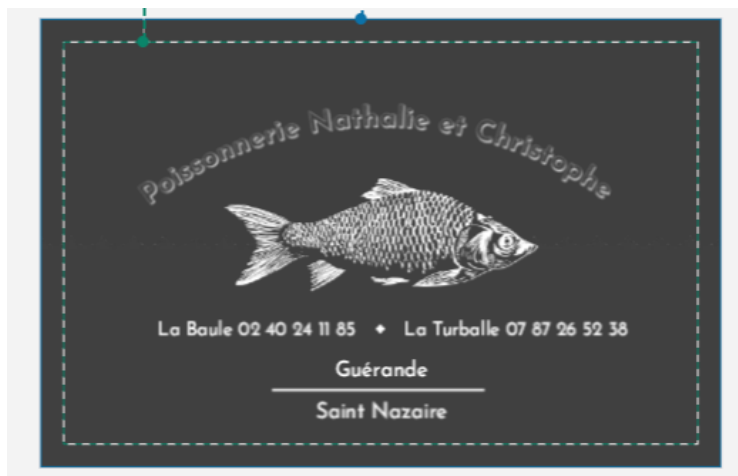 Poissonnerie Nathalie et Christophe
La Baule 02 40 24 11 85 ✦ La Turballe 07 87 26 52 38
Guérande
Saint Nazaire